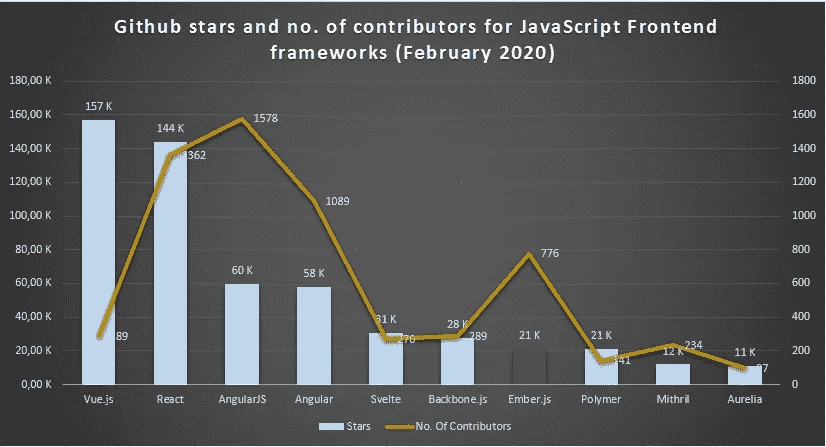 Github stars and no. of contributors for JavaScript Frontend
frameworks (February 2020)
180,00 K
160,00 K
140,00 K
120,00 K
100,00 K
80,00 K
60,00 K
40,00 K
20,00 K
0,00 K
157 K
144 K
60 K
58 K
31 K
28 K
21 K
21 K
12 K
11 K
1578
1089
289
776
234
1800
1600
1400
1200
1000
800
600
400
200
0
Vue.js
React
AngularJS
Angular
Svelte
Backbone.js
Ember.js
Polymer
Mithril
Aurelia
Stars
No. Of Contributors